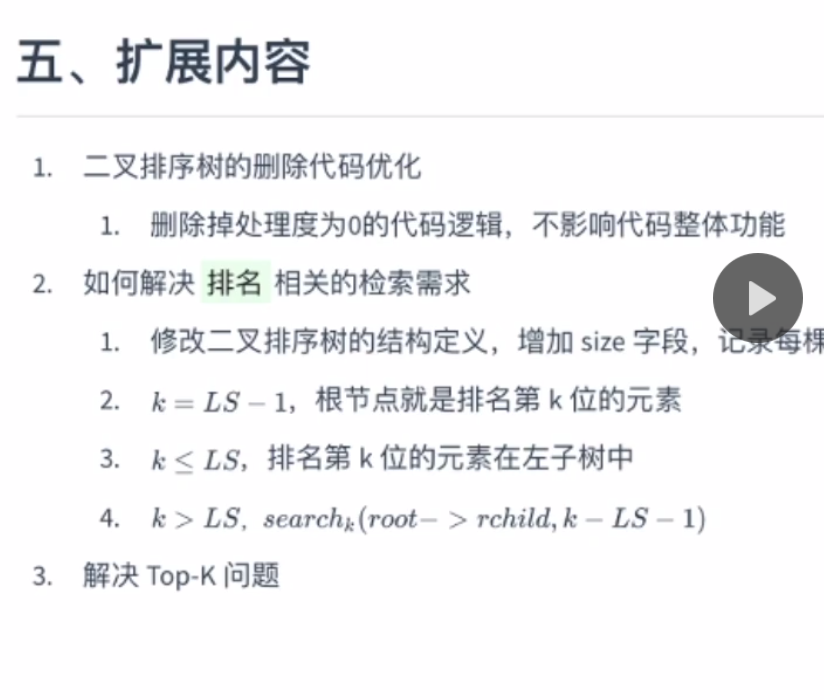 五、扩展内容
1. 二叉排序树的删除代码优化
1. 删除掉处理度为0的代码逻辑，不影响代码整体功能
2. 如何解决 排名 相关的检索需求
1. 修改二叉排序树的结构定义，增加 size 字段，记录每棵
2. k = LS − 1，根节点就是排名第 k 位的元素
3. k ≤ LS，排名第 k 位的元素在左子树中
4. k > LS，search_k(root− > rchild, k − LS − 1)
3. 解决 Top-K 问题